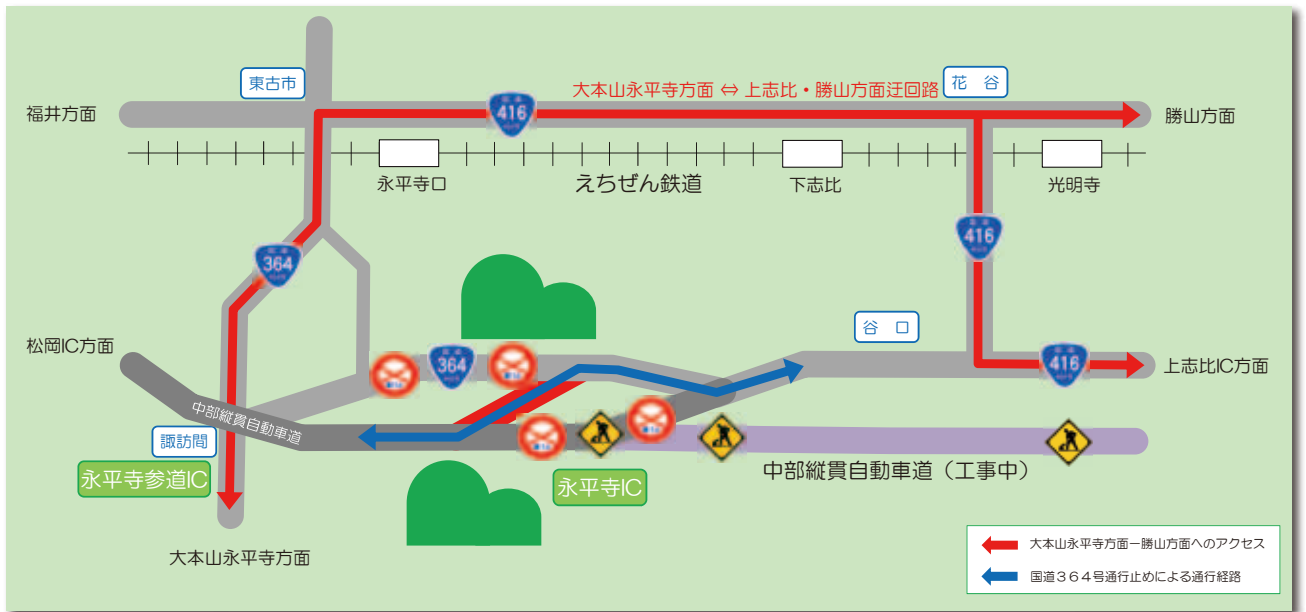 東古市
大本山永平寺方面 ⇔ 上志比・勝山方面迂回路
花 谷
福井方面
416
勝山方面
永平寺口
えちぜん鉄道
下志比
光明寺
364
416
谷 口
松岡IC方面
364
416
上志比IC方面
中部縦貫自動車道
諏訪間
永平寺参道IC
永平寺IC
中部縦貫自動車道(工事中)
大本山永平寺方面
大本山永平寺方面ー勝山方面へのアクセス
国道364号通行止めによる通行経路